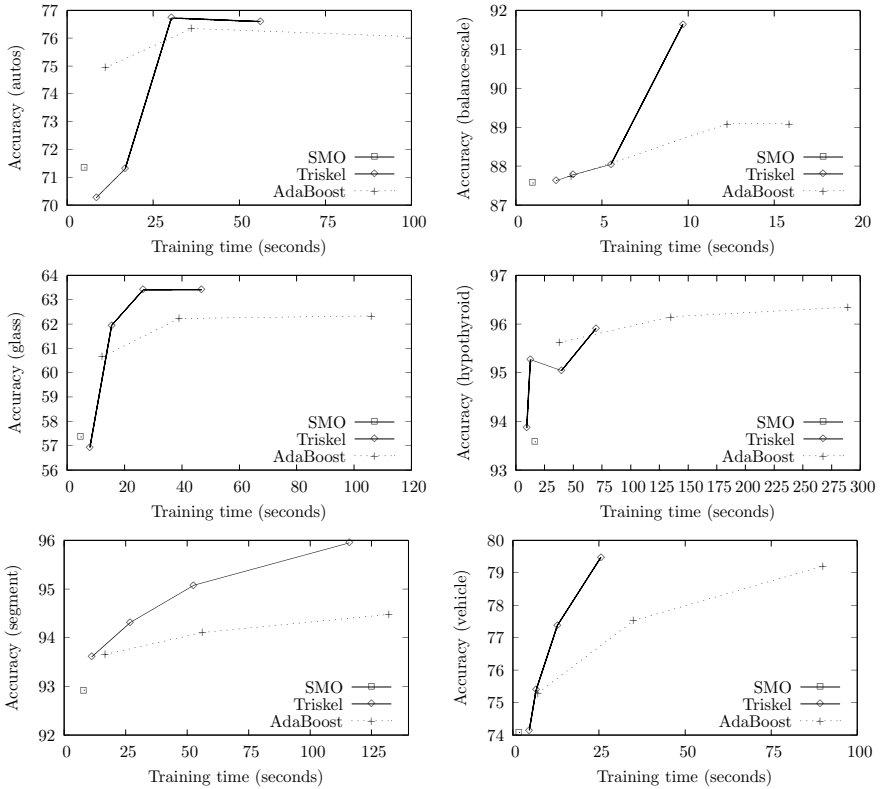 77
76
75
74
73
72
71
70
Accuracy (autos)
SMO
Triskel
AdaBoost
0 25 50 75 100
Training time (seconds)
92
91
90
89
88
87
Accuracy (balance-scale)
SMO
Triskel
AdaBoost
0 5 10 15 20
Training time (seconds)
64
63
62
61
60
59
58
57
56
Accuracy (glass)
SMO
Triskel
AdaBoost
0 20 40 60 80 100 120
Training time (seconds)
97
96
95
94
93
Accuracy (hypothyroid)
SMO
Triskel
AdaBoost
0 25 50 75 100 125 150 175 200 225 250 275 300
Training time (seconds)
96
95
94
93
92
Accuracy (segment)
SMO
Triskel
AdaBoost
0 25 50 75 100 125
Training time (seconds)
80
79
78
77
76
75
74
Accuracy (vehicle)
SMO
Triskel
AdaBoost
0 25 50 75 100
Training time (seconds)